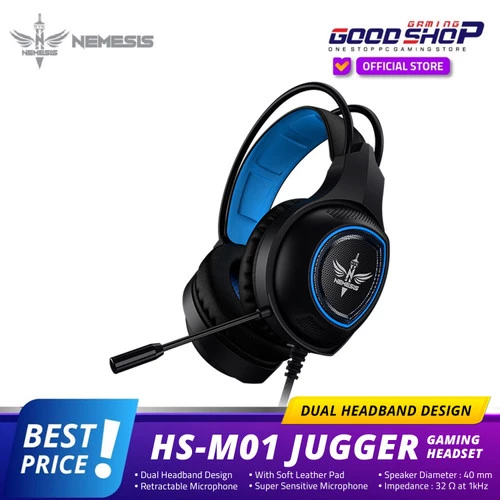 NEMESIS
NEMESIS
GAMING
GOODSHOP
ONE STOP PC GAMING STORE
OFFICIAL STORE
NEMESIS
DUAL HEADBAND DESIGN
BEST
PRICE!
HS-M01 JUGGER
GAMING
HEADSET
• Dual Headband Design
• With Soft Leather Pad
• Speaker Diameter : 40 mm
• Retractable Microphone
• Super Sensitive Microphone
• Impedance : 32 Ω at 1kHz